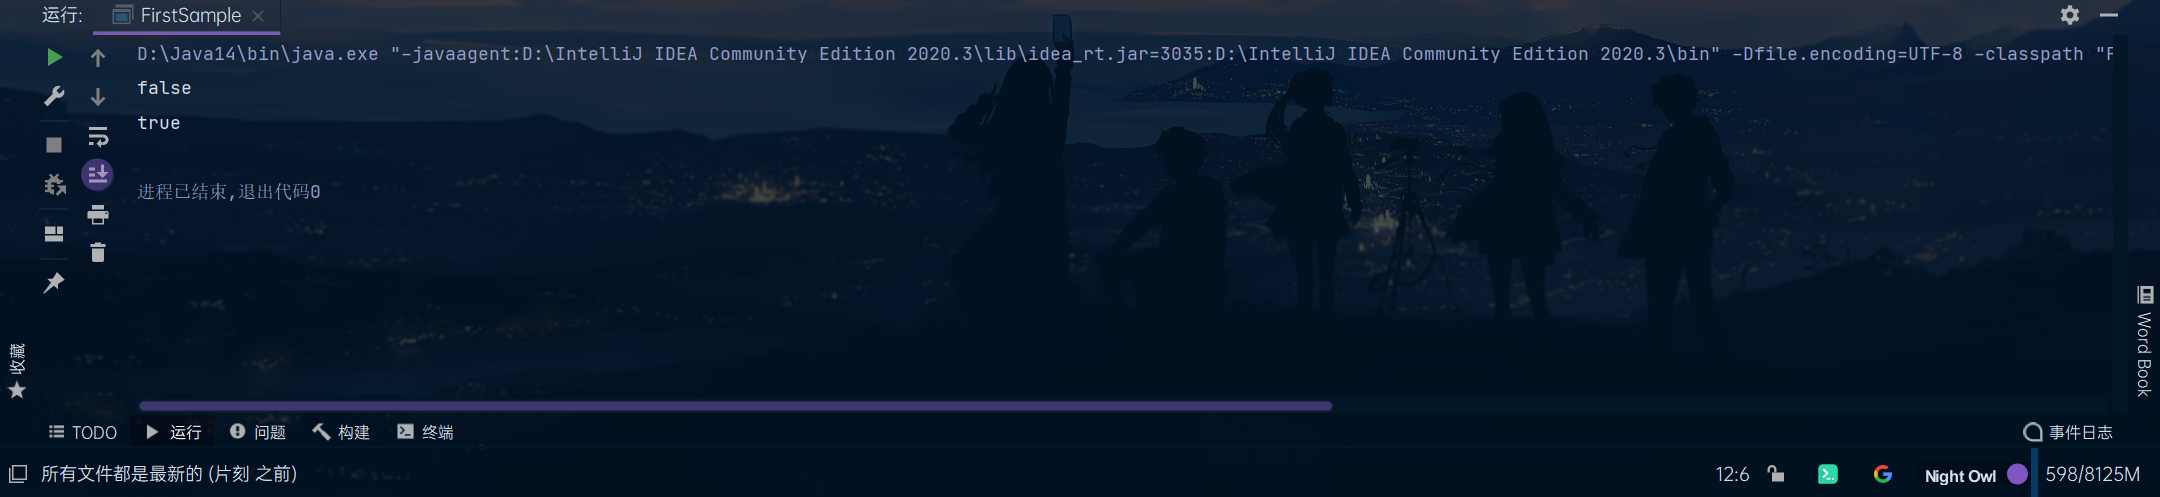 运行: FirstSample
D:\Java14\bin\java.exe "-javaagent:D:\IntelliJ IDEA Community Edition 2020.3\lib\idea_rt.jar=3035:D:\IntelliJ IDEA Community Edition 2020.3\bin" -Dfile.encoding=UTF-8 -classpath "F
false
true
进程已结束,退出代码0
收藏
Word Book
TODO 运行 问题 构建 终端 事件日志
所有文件都是最新的 (片刻 之前) 12:6 Night Owl 598/8125M